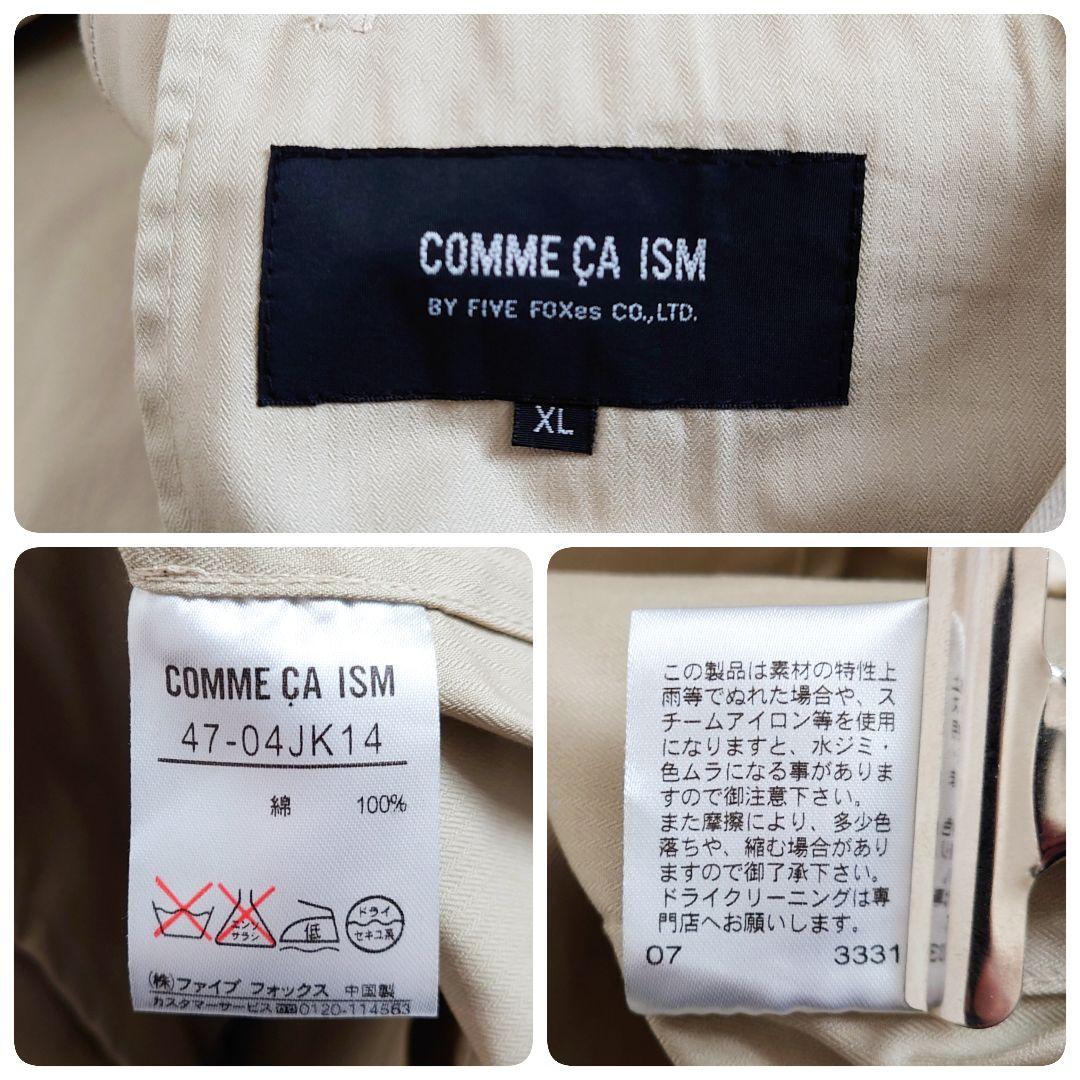 COMME ÇA ISM
BY FIVE FOXes CO.,LTD.
XL
COMME ÇA ISM
47-04JK14
綿 100%
エンソ
サラシ
低
ドライ
セキユ系
(株)ファイブ フォックス 中国製
カスタマーサービス 0120-114563
この製品は素材の特性上
雨等でぬれた場合や、ス
チームアイロン等を使用
になりますと、水ジミ・
色ムラになる事がありま
すので御注意下さい。
また摩擦により、多少色
落ちや、縮む場合があり
ますので御了承下さい。
ドライクリーニングは専
門店へお願いします。
07 3331